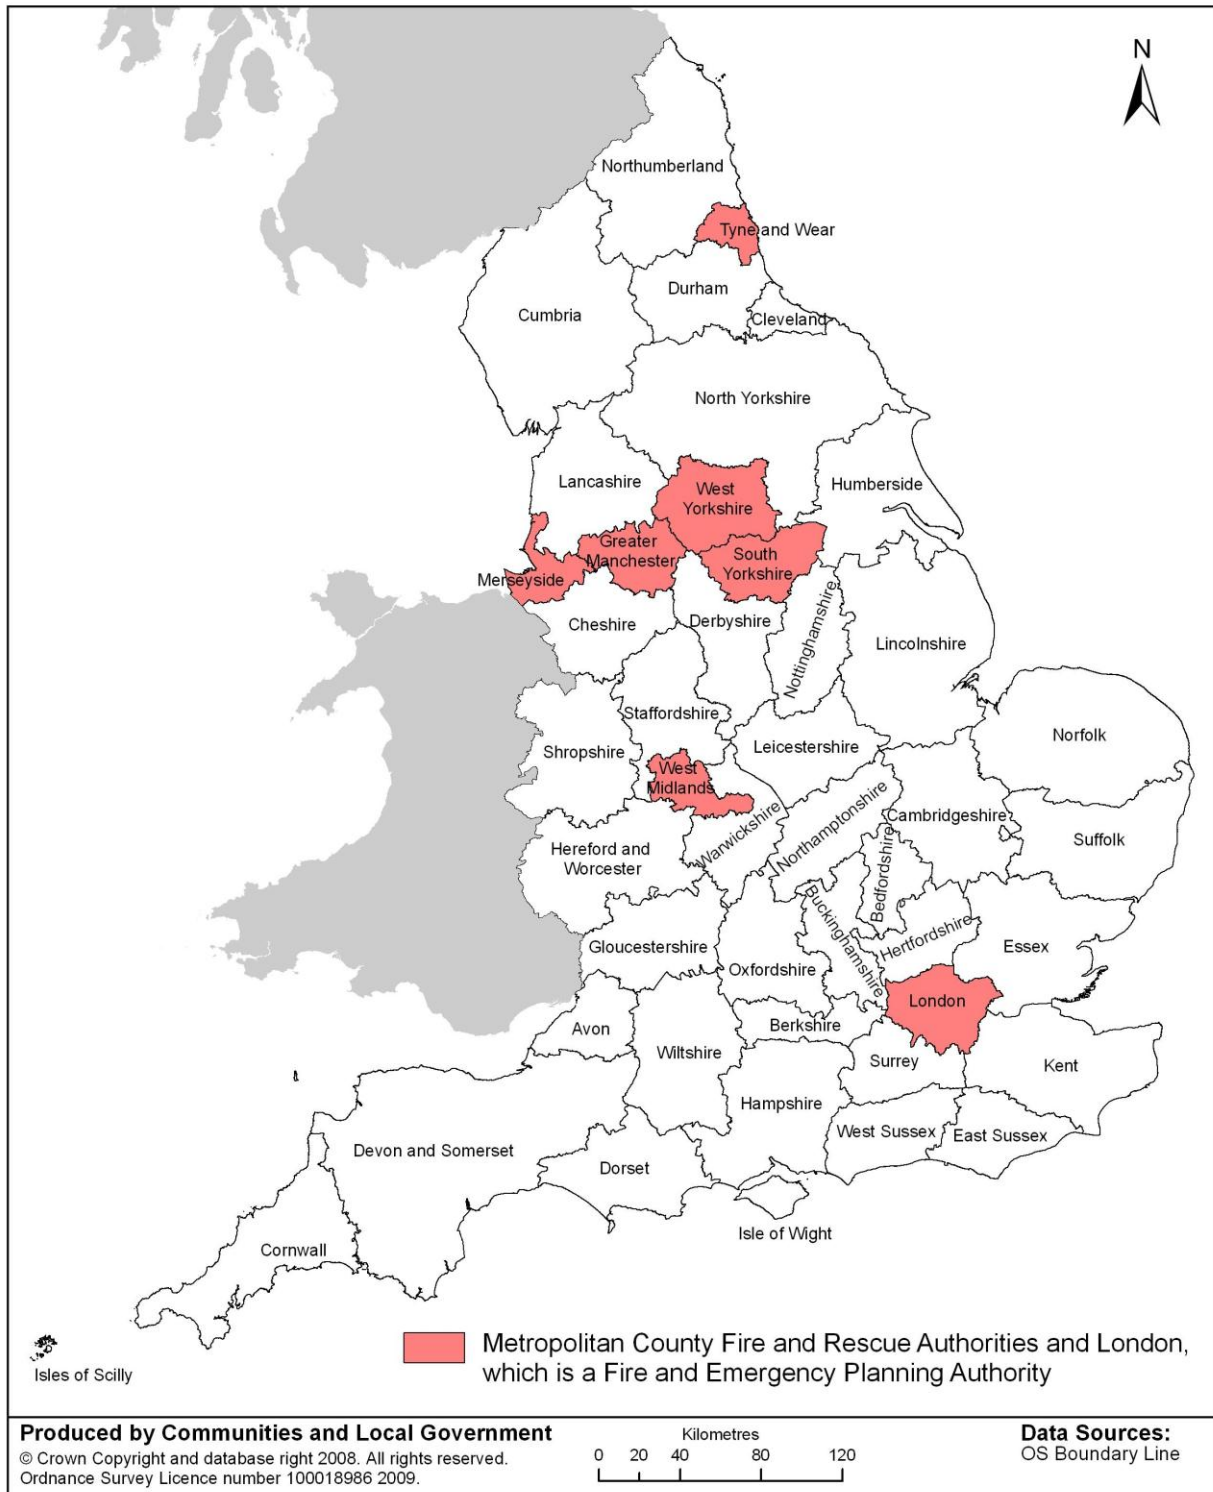 N
Northumberland
Tyne and Wear
Durham
Cumbria
Cleveland
North Yorkshire
Lancashire
West
Yorkshire
Humberside
Greater
Manchester
South
Yorkshire
Merseyside
Cheshire
Derbyshire
Nottinghamshire
Lincolnshire
Staffordshire
Shropshire
Leicestershire
Norfolk
West
Midlands
Warwickshire
Northamptonshire
Cambridgeshire
Suffolk
Hereford and
Worcester
Bedfordshire
Buckinghamshire
Hertfordshire
Essex
Gloucestershire
Oxfordshire
London
Avon
Berkshire
Wiltshire
Surrey
Kent
Hampshire
West Sussex
East Sussex
Devon and Somerset
Dorset
Isle of Wight
Cornwall
Isles of Scilly
Metropolitan County Fire and Rescue Authorities and London,
which is a Fire and Emergency Planning Authority
Produced by Communities and Local Government
© Crown Copyright and database right 2008. All rights reserved.
Ordnance Survey Licence number 100018986 2009.
Kilometres
0 20 40 80 120
Data Sources:
OS Boundary Line